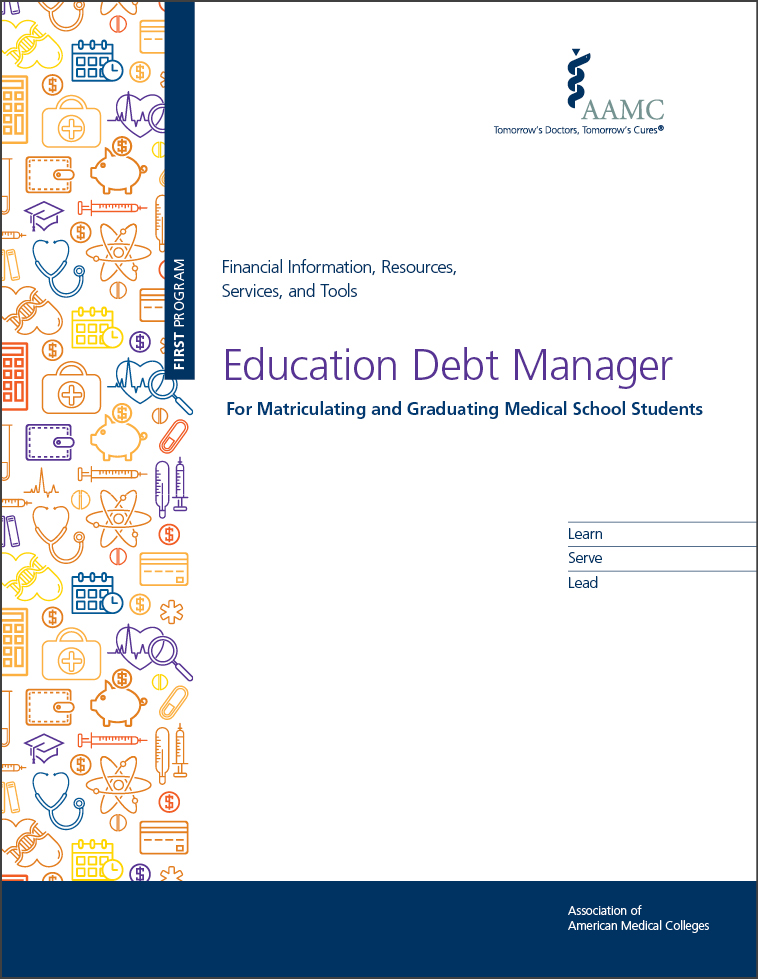 AAMC
Tomorrow's Doctors, Tomorrow's Cures®
FIRST PROGRAM
Financial Information, Resources,
Services, and Tools
Education Debt Manager
For Matriculating and Graduating Medical School Students
Learn
Serve
Lead
Association of
American Medical Colleges